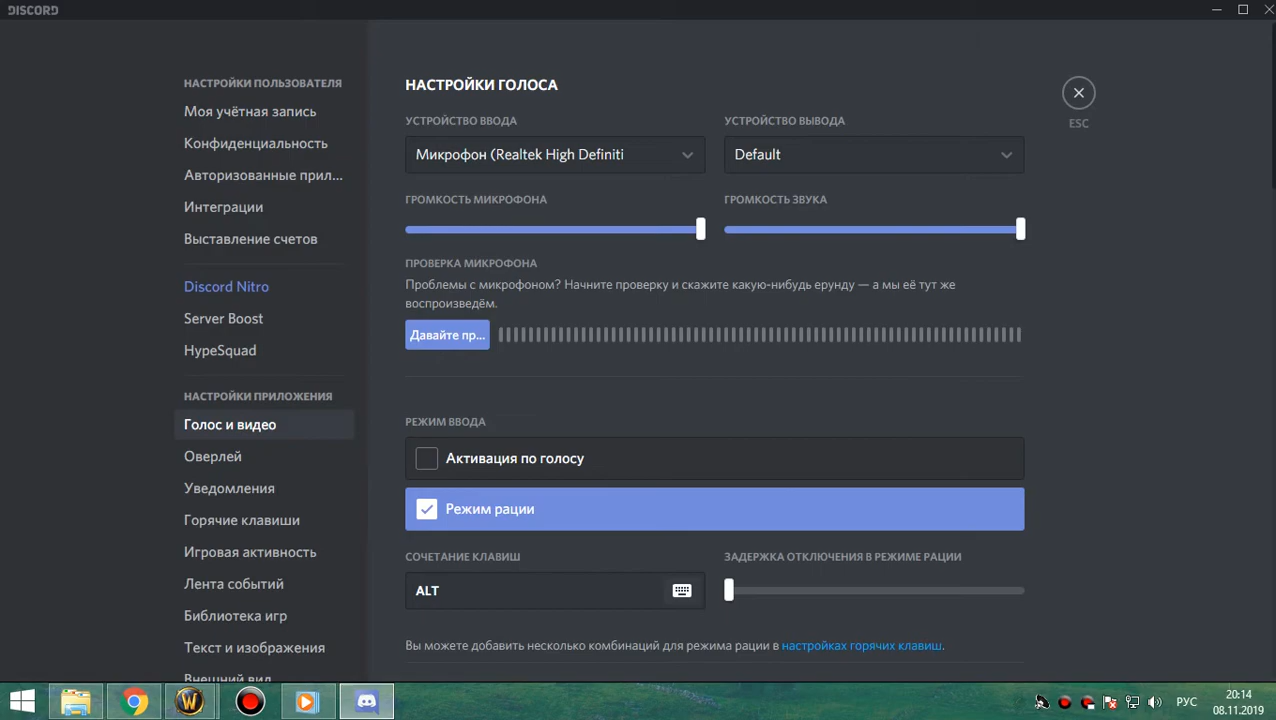 DISCORD
НАСТРОЙКИ ПОЛЬЗОВАТЕЛЯ
Моя учётная запись
Конфиденциальность
Авторизованные прил...
Интеграции
Выставление счетов
Discord Nitro
Server Boost
HypeSquad
НАСТРОЙКИ ПРИЛОЖЕНИЯ
Голос и видео
Оверлей
Уведомления
Горячие клавиши
Игровая активность
Лента событий
Библиотека игр
Текст и изображения
Внешний вид
НАСТРОЙКИ ГОЛОСА
УСТРОЙСТВО ВВОДА
УСТРОЙСТВО ВЫВОДА
Микрофон (Realtek High Definiti
Default
ГРОМКОСТЬ МИКРОФОНА
ГРОМКОСТЬ ЗВУКА
ПРОВЕРКА МИКРОФОНА
Проблемы с микрофоном? Начните проверку и скажите какую-нибудь ерунду — а мы её тут же
воспроизведём.
Давайте пр...
РЕЖИМ ВВОДА
Активация по голосу
Режим рации
СОЧЕТАНИЕ КЛАВИШ
ЗАДЕРЖКА ОТКЛЮЧЕНИЯ В РЕЖИМЕ РАЦИИ
ALT
Вы можете добавить несколько комбинаций для режима рации в настройках горячих клавиш.
ESC
РУС
20:14
08.11.2019